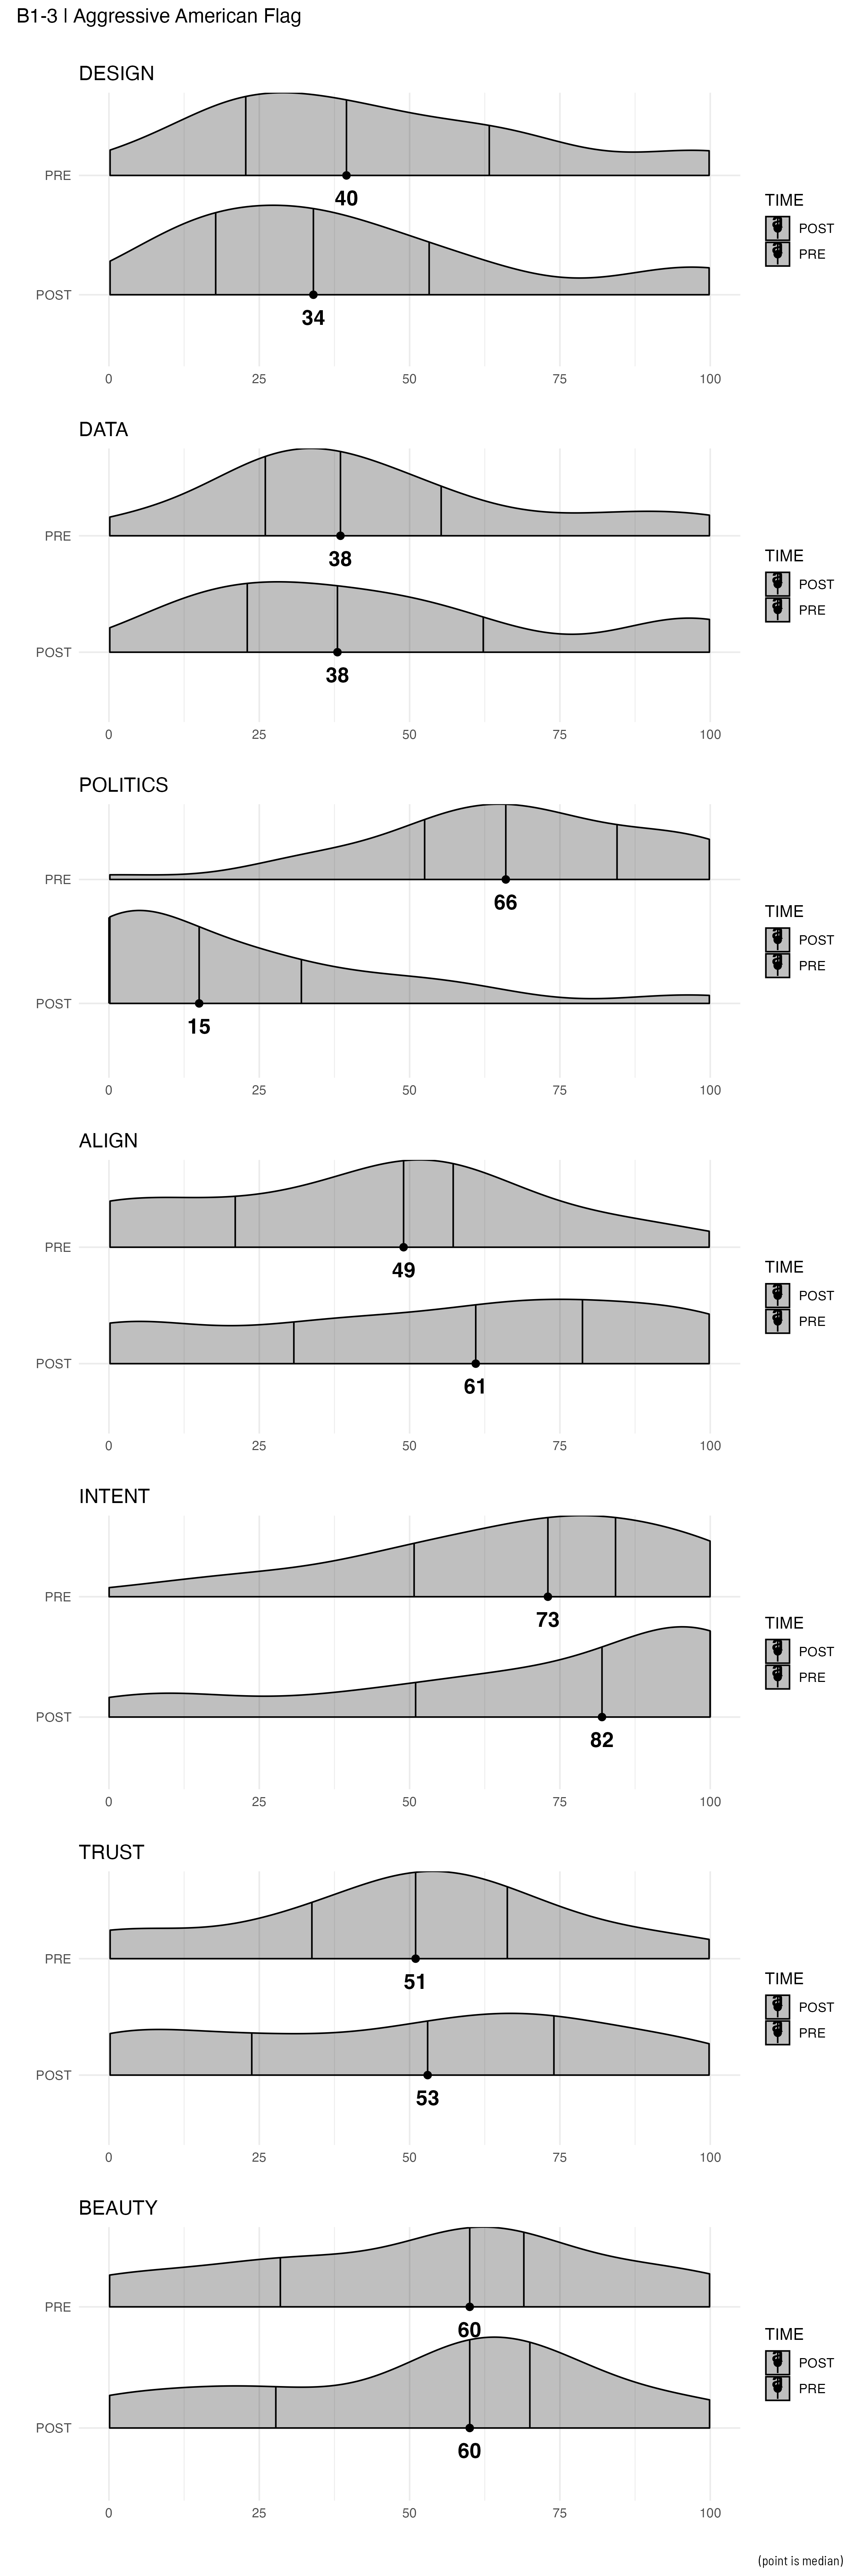 B1-3 | Aggressive American Flag
DESIGN
PRE
40
POST
34
0 25 50 75 100
TIME
POST
PRE
DATA
PRE
38
POST
38
0 25 50 75 100
TIME
POST
PRE
POLITICS
PRE
66
POST
15
0 25 50 75 100
TIME
POST
PRE
ALIGN
PRE
49
POST
61
0 25 50 75 100
TIME
POST
PRE
INTENT
PRE
73
POST
82
0 25 50 75 100
TIME
POST
PRE
TRUST
PRE
51
POST
53
0 25 50 75 100
TIME
POST
PRE
BEAUTY
PRE
60
POST
60
0 25 50 75 100
TIME
POST
PRE
(point is median)